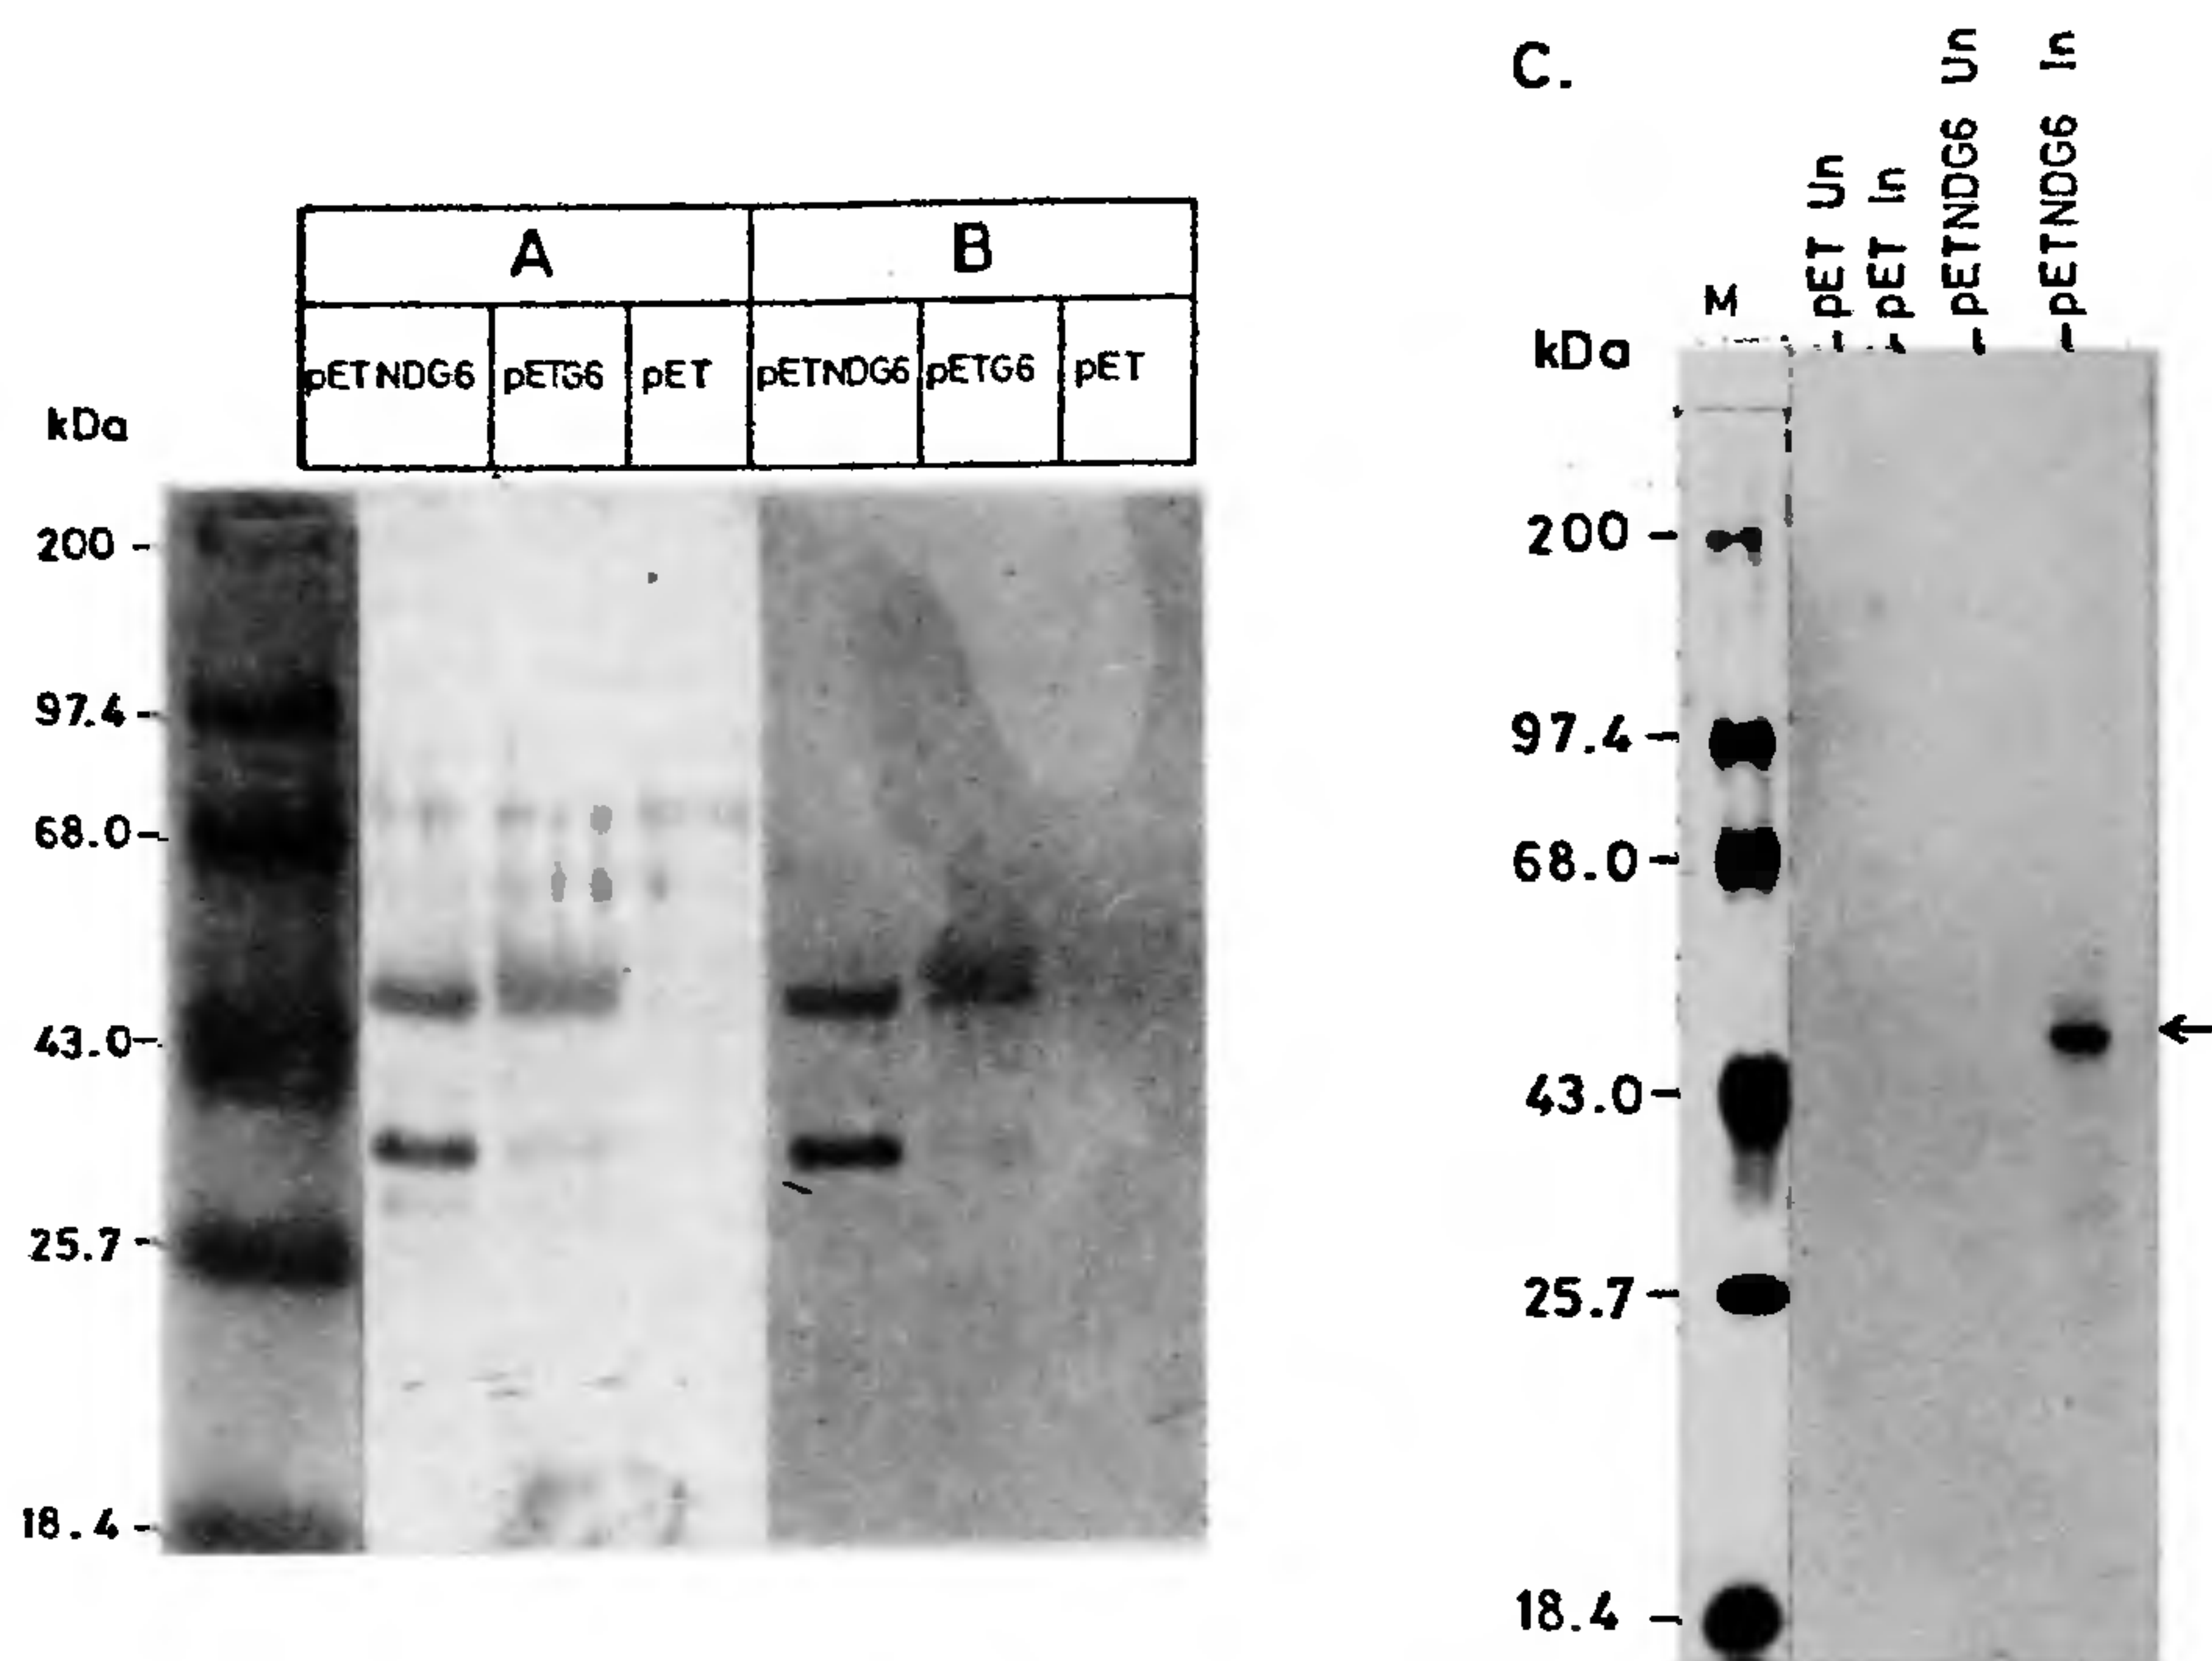 A B
pETNDG6 pETG6 pET pETNDG6 pETG6 pET
kDa
200
97.4
68.0
43.0
25.7
18.4
C.
M pET Un pET In pETNDG6 Un pETNDG6 In
kDa
200
97.4
68.0
43.0
25.7
18.4